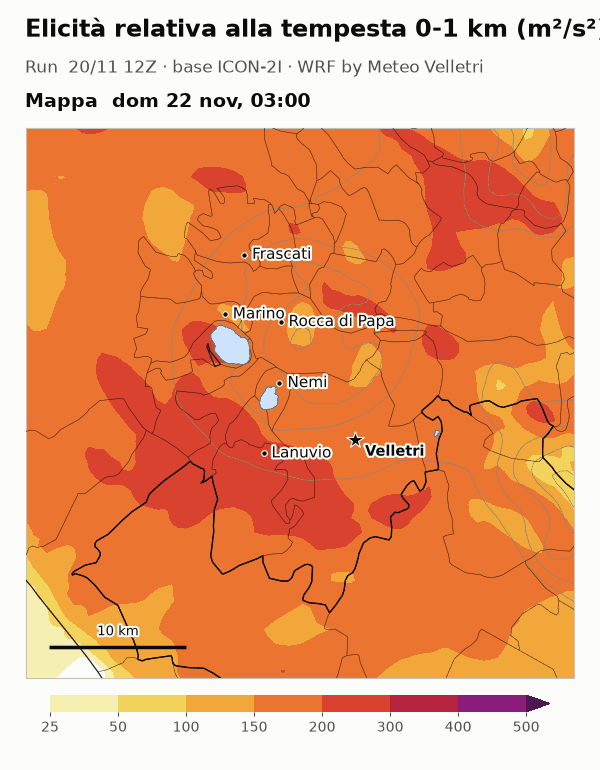 Elicità relativa alla tempesta 0-1 km (m²/s²)
Run  20/11 12Z · base ICON-2I · WRF by Meteo Velletri
Mappa  dom 22 nov, 03:00
Frascati
Marino
Rocca di Papa
Nemi
Velletri
Lanuvio
10 km
25 50 100 150 200 300 400 500